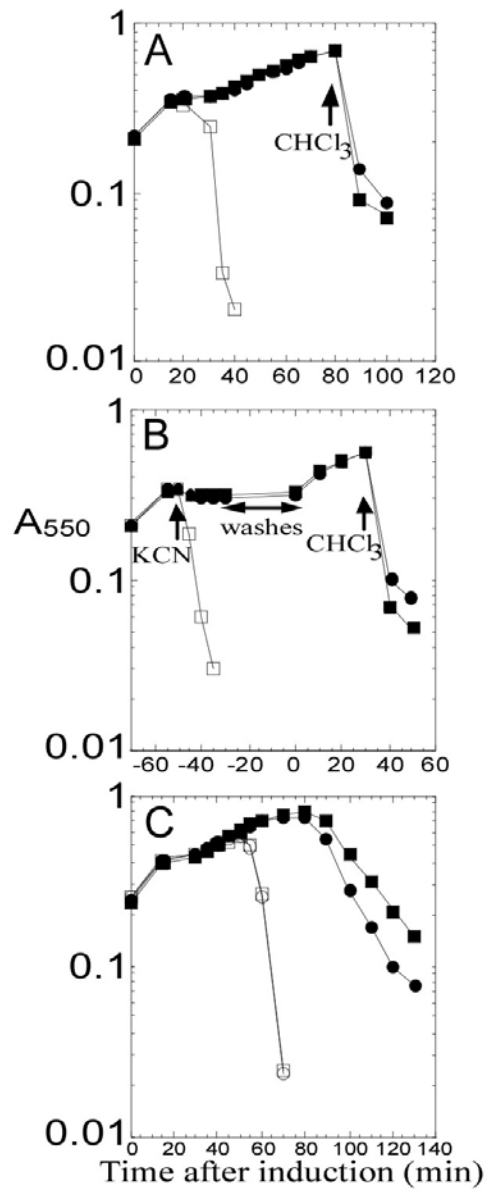 1
A
CHCl3
0.1
0.01
0 20 40 60 80 100 120
1
B
A550
washes
KCN
CHCl3
0.1
0.01
-60 -40 -20 0 20 40 60
1
C
0.1
0.01
0 20 40 60 80 100 120 140
Time after induction (min)